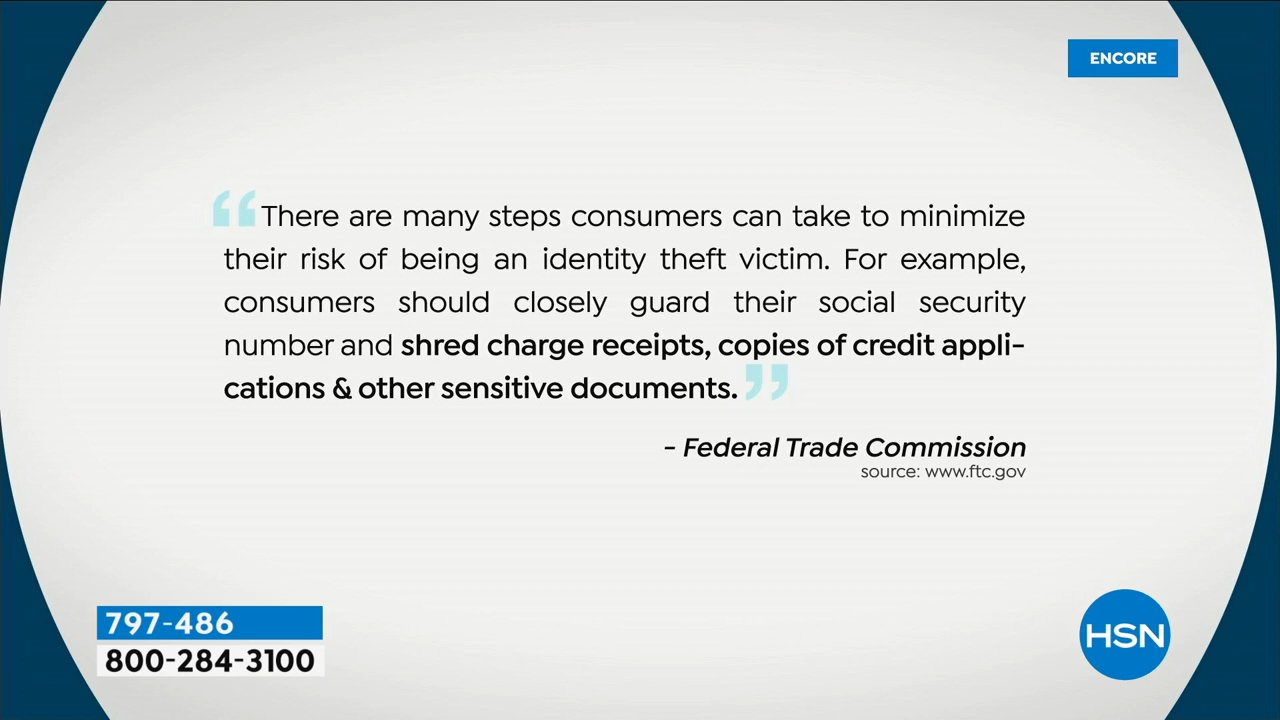 ENCORE
“There are many steps consumers can take to minimize
their risk of being an identity theft victim. For example,
consumers should closely guard their social security
number and shred charge receipts, copies of credit appli-
cations & other sensitive documents.”
- Federal Trade Commission
source: www.ftc.gov
797-486
800-284-3100
HSN